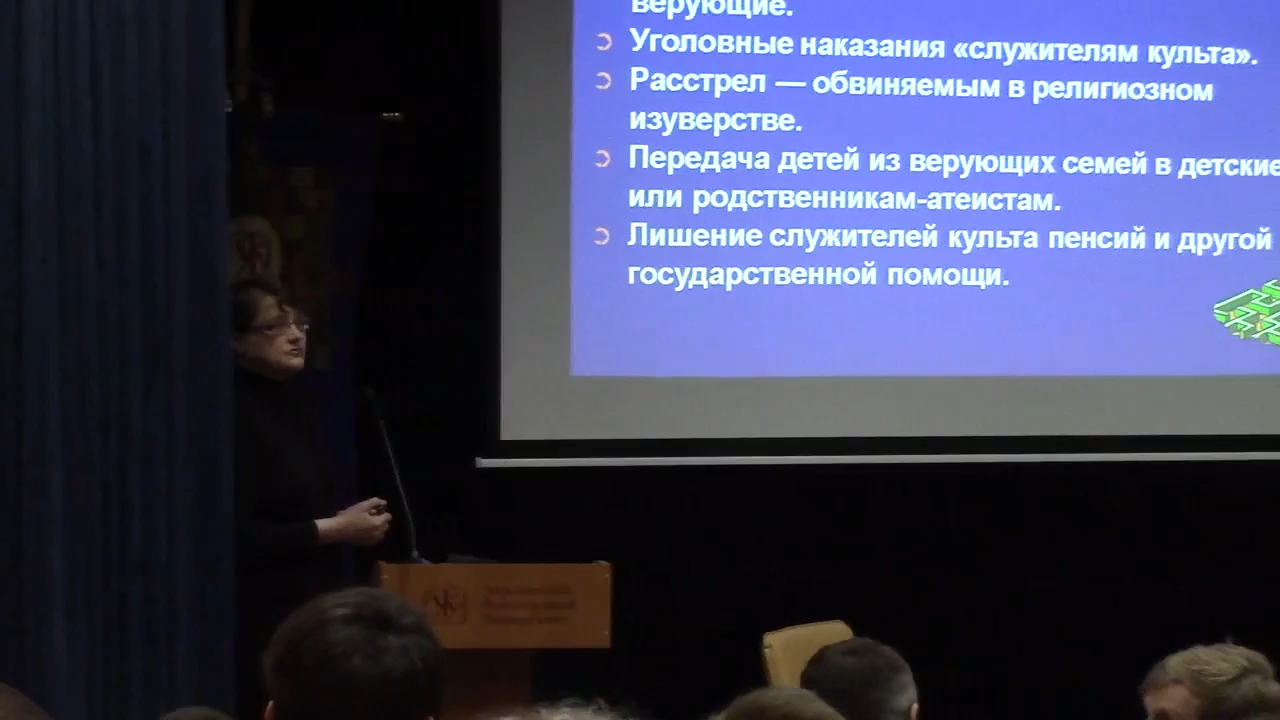 верующие.
Уголовные наказания «служителям культа».
Расстрел — обвиняемым в религиозном
изуверстве.
Передача детей из верующих семей в детские
или родственникам-атеистам.
Лишение служителей культа пенсий и другой
государственной помощи.